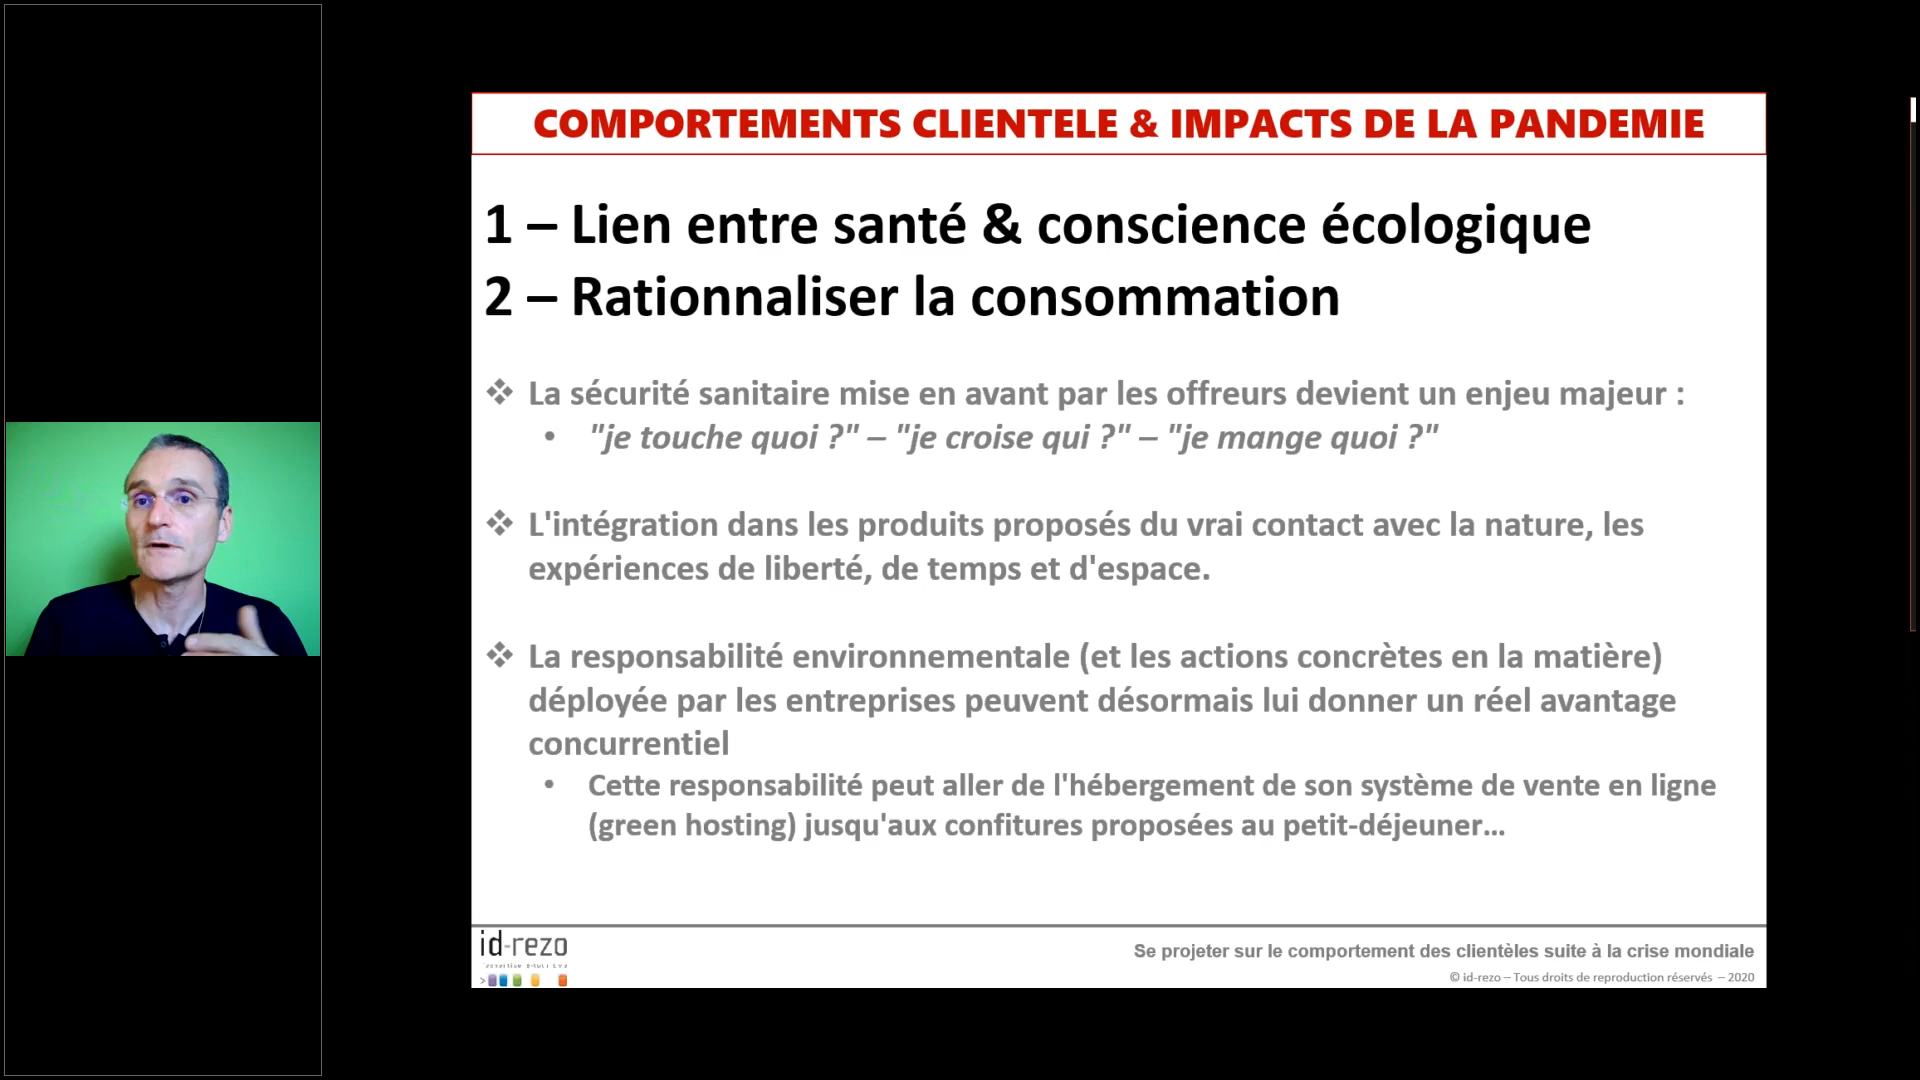 COMPORTEMENTS CLIENTELE & IMPACTS DE LA PANDEMIE
1 – Lien entre santé & conscience écologique
2 – Rationnaliser la consommation
❖ La sécurité sanitaire mise en avant par les offreurs devient un enjeu majeur :
• "je touche quoi ?" – "je croise qui ?" – "je mange quoi ?"
❖ L'intégration dans les produits proposés du vrai contact avec la nature, les
expériences de liberté, de temps et d'espace.
❖ La responsabilité environnementale (et les actions concrètes en la matière)
déployée par les entreprises peuvent désormais lui donner un réel avantage
concurrentiel
• Cette responsabilité peut aller de l'hébergement de son système de vente en ligne
(green hosting) jusqu'aux confitures proposées au petit-déjeuner...
id-rezo
Se projeter sur le comportement des clientèles suite à la crise mondiale
© id-rezo – Tous droits de reproduction réservés – 2020